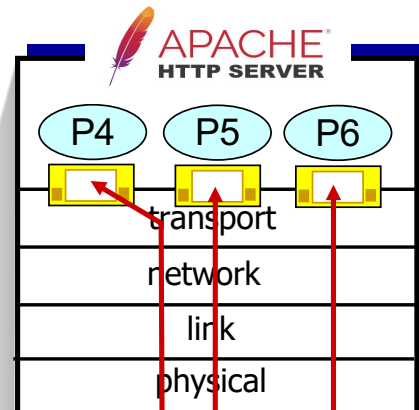 APACHE®
HTTP SERVER
P4 P5 P6
transport
network
link
physical